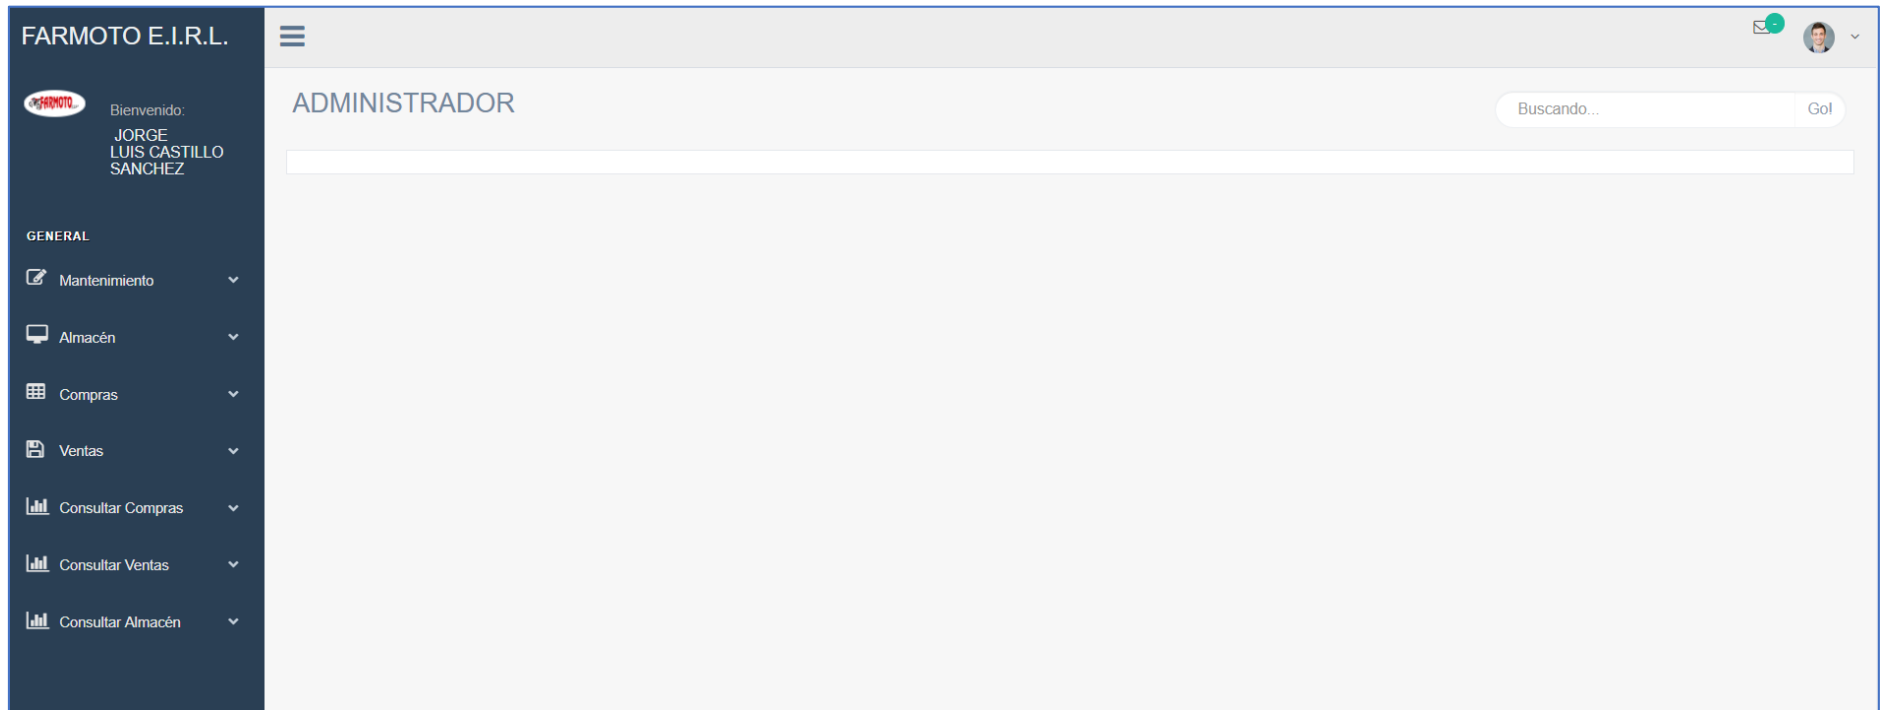 FARMOTO E.I.R.L.
FARMOTO
Bienvenido:
JORGE
LUIS CASTILLO
SANCHEZ
GENERAL
Mantenimiento
Almacén
Compras
Ventas
Consultar Compras
Consultar Ventas
Consultar Almacén
-
ADMINISTRADOR
Buscando... Go!